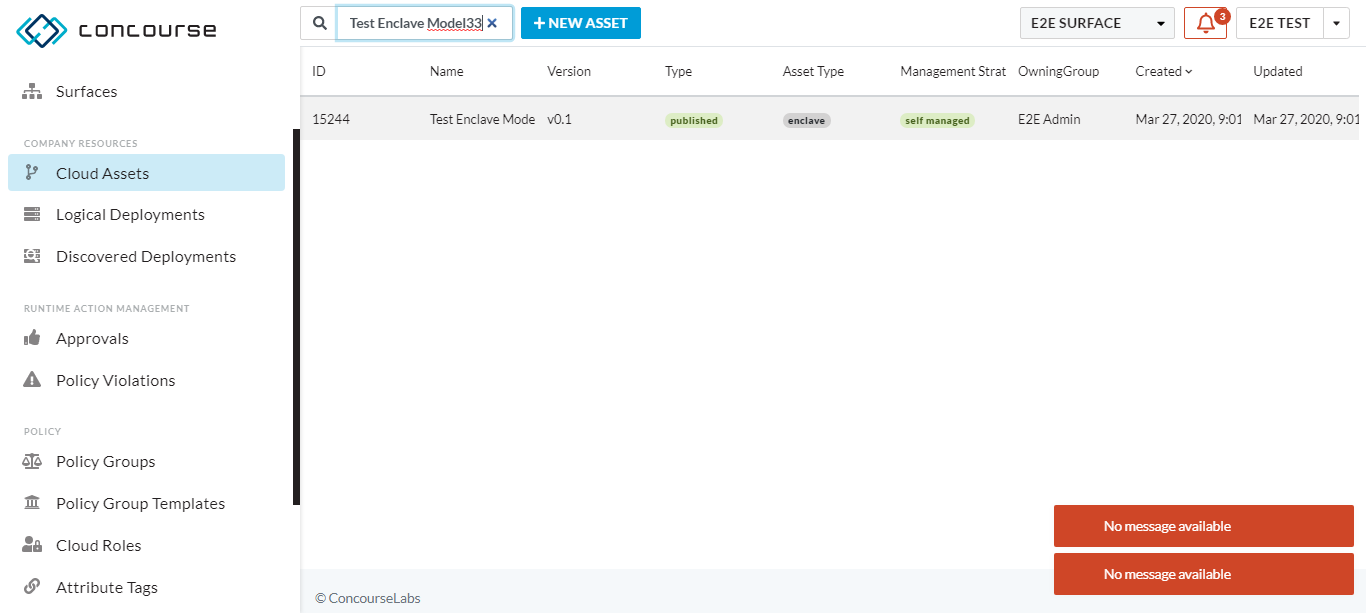 concourse
Test Enclave Model33
NEW ASSET
E2E SURFACE
3
E2E TEST
Surfaces
COMPANY RESOURCES
Cloud Assets
Logical Deployments
Discovered Deployments
RUNTIME ACTION MANAGEMENT
Approvals
Policy Violations
POLICY
Policy Groups
Policy Group Templates
Cloud Roles
Attribute Tags
ID Name Version Type Asset Type Management Strat OwningGroup Created Updated
15244 Test Enclave Mode v0.1 published enclave self managed E2E Admin Mar 27, 2020, 9:01 Mar 27, 2020, 9:01
No message available
No message available
© ConcourseLabs